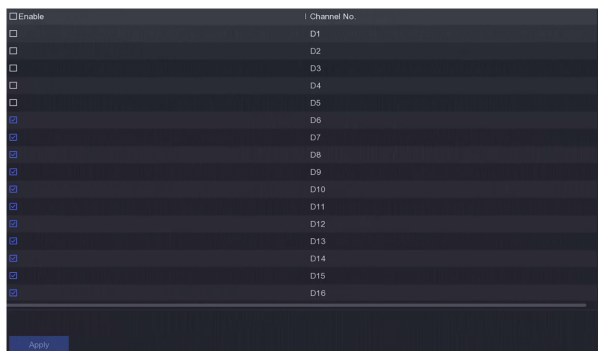 Enable | Channel No.
D1
D2
D3
D4
D5
D6
D7
D8
D9
D10
D11
D12
D13
D14
D15
D16
Apply